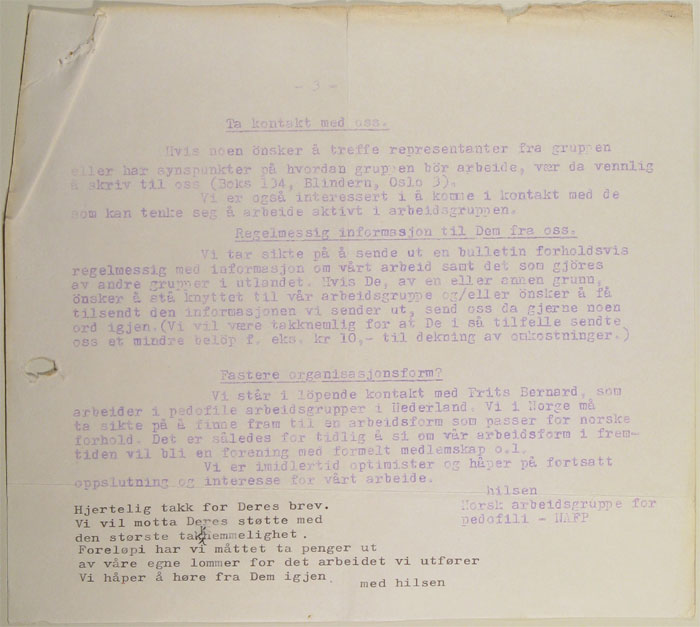 - 3 -
Ta kontakt med oss.
Hvis noen önsker å treffe representanter fra gruppen
eller har synspunkter på hvordan gruppen bör arbeide, vær da vennlig
å skriv til oss (Boks 134, Blindern, Oslo 3).
Vi er også interessert i å komme i kontakt med de
som kan tenke seg å arbeide aktivt i arbeidsgruppen.
Regelmessig informasjon til Dem fra oss.
Vi tar sikte på å sende ut en bulletin forholdsvis
regelmessig med informasjon om vårt arbeid samt det som gjöres
av andre grupper i utlandet. Hvis De, av en eller annen grunn,
önsker å stå knyttet til vår arbeidsgruppe og/eller önsker å få
tilsendt den informasjonen vi sender ut, send oss da gjerne noen
ord igjen.(Vi vil være takknemlig for at De i så tilfelle sendte
oss et mindre belöp f. eks. kr 10,- til dekning av onkostninger.)
Fastere organisasjonsform?
Vi står i löpende kontakt med Frits Bernard, som
arbeider i pedofile arbeidsgrupper i Nederland. Vi i Norge må
ta sikte på å finne fram til en arbeidsform som passer for norske
forhold. Det er således for tidlig å si om vår arbeidsform i frem-
tiden vil bli en forening med formelt medlemskap o.l.
Vi er imidlertid optimister og håper på fortsatt
oppslutning og interesse for vårt arbeide.
hilsen
Norsk arbeidsgruppe for
pedofili - NAFP
Hjertelig takk for Deres brev.
Vi vil motta Deres støtte med
den største takknemmelighet.
Foreløpi har vi måttet ta penger ut
av våre egne lommer for det arbeidet vi utfører
Vi håper å høre fra Dem igjen.
med hilsen